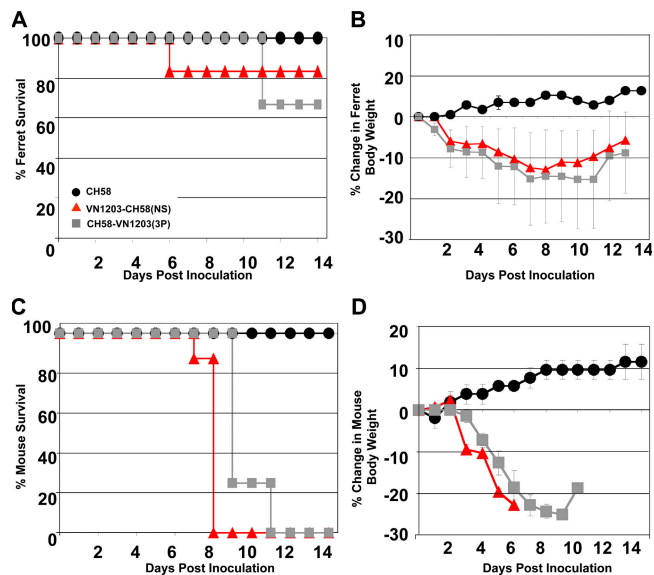 A
100
80
60
40
20
0
% Ferret Survival
CH58
VN1203-CH58(NS)
CH58-VN1203(3P)
2 4 6 8 10 12 14
Days Post Inoculation
B
20
10
0
-10
-20
-30
% Change in Ferret
Body Weight
2 4 6 8 10 12 14
Days Post Inoculation
C
100
80
60
40
20
0
% Mouse Survival
2 4 6 8 10 12 14
Days Post Inoculation
D
20
10
0
-10
-20
-30
% Change in Mouse
Body Weight
2 4 6 8 10 12 14
Days Post Inoculation